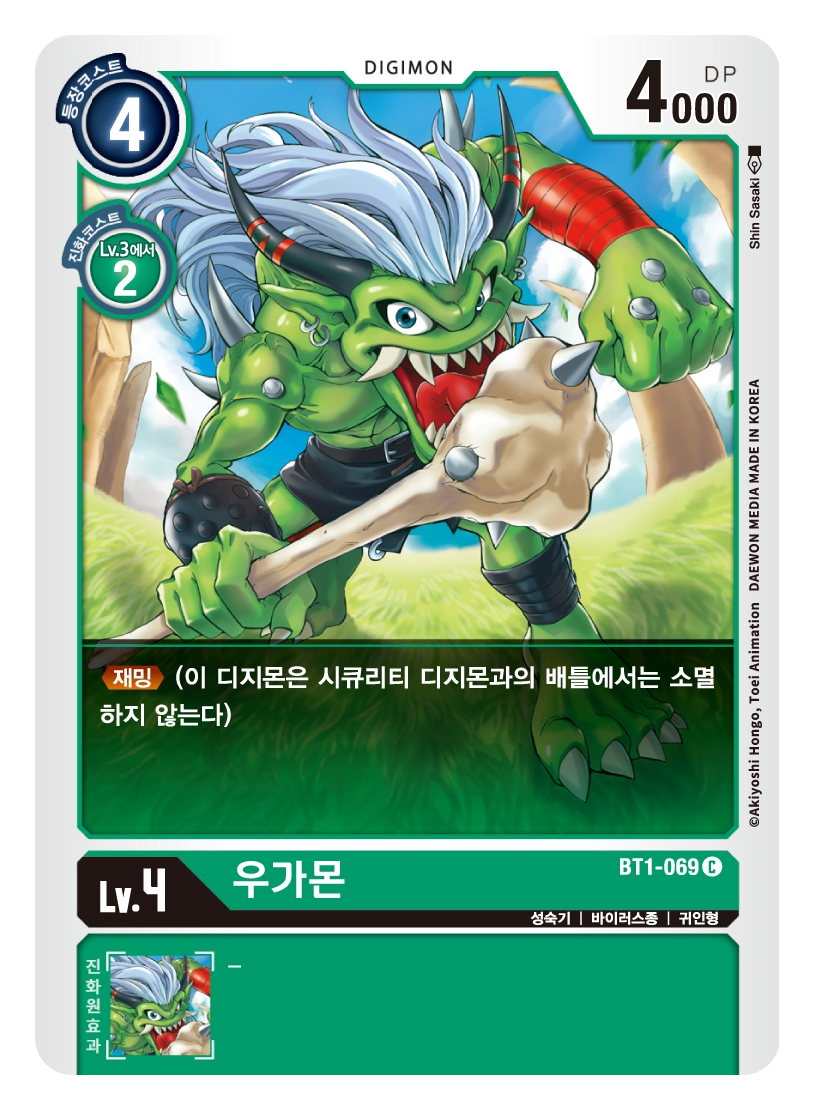 등장코스트
4
DIGIMON
DP
4000
진화코스트
Lv.3에서
2
Shin Sasaki
©Akiyoshi Hongo, Toei Animation DAEWON MEDIA MADE IN KOREA
재밍 (이 디지몬은 시큐리티 디지몬과의 배틀에서는 소멸
하지 않는다)
Lv.4
우가몬
BT1-069 C
성숙기 | 바이러스종 | 귀인형
진화원효과
–